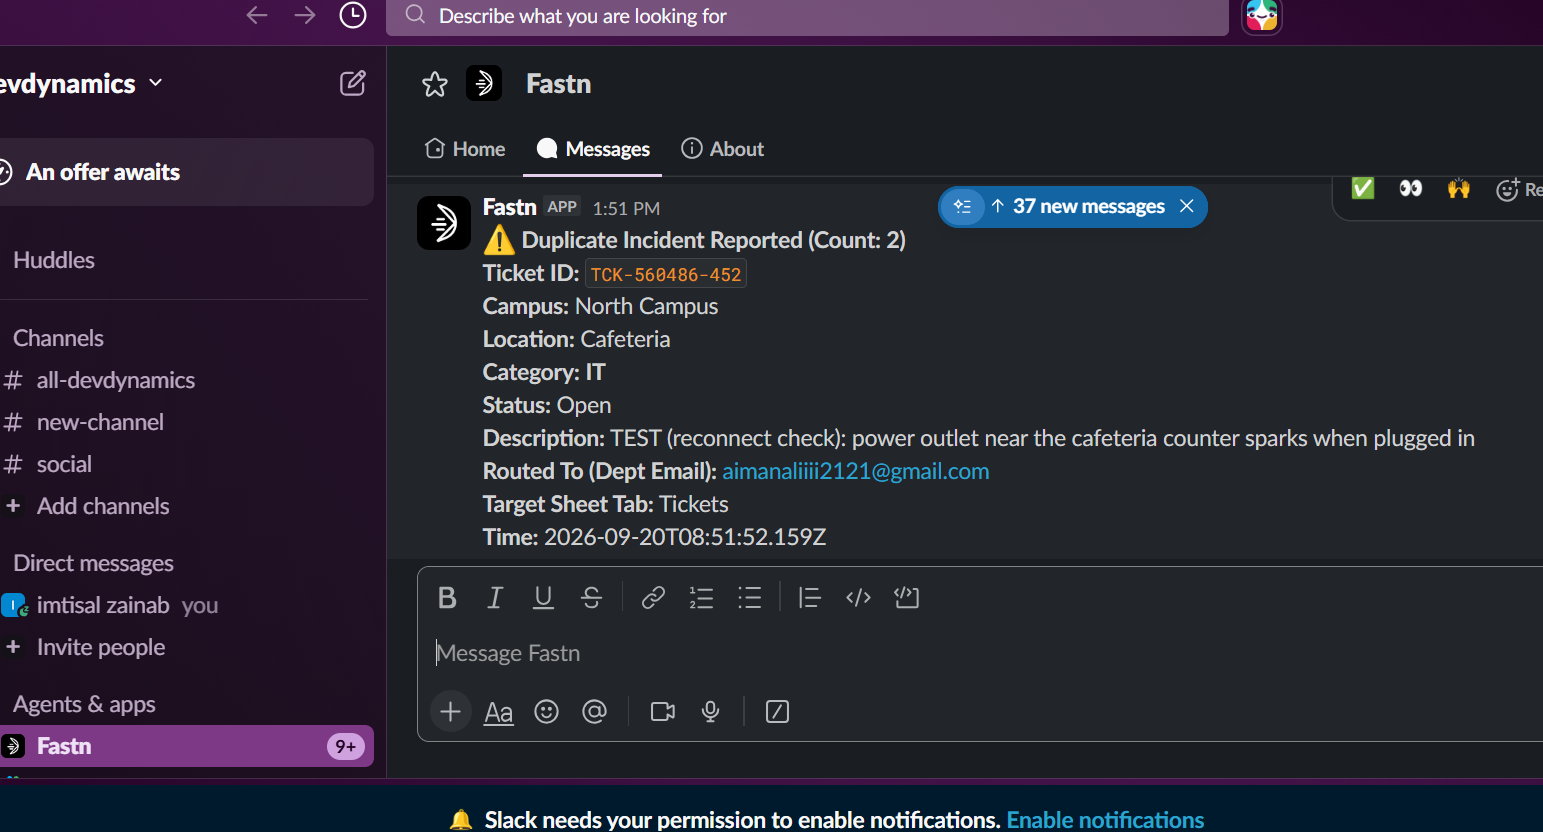 Describe what you are looking for
evdynamics
An offer awaits
Huddles
Channels
# all-devdynamics
# new-channel
# social
+ Add channels
Direct messages
imtisal zainab you
+ Invite people
Agents & apps
Fastn 9+
Fastn
Home Messages About
37 new messages
Fastn APP 1:51 PM
Duplicate Incident Reported (Count: 2)
Ticket ID: TCK-560486-452
Campus: North Campus
Location: Cafeteria
Category: IT
Status: Open
Description: TEST (reconnect check): power outlet near the cafeteria counter sparks when plugged in
Routed To (Dept Email): aimanaliiii2121@gmail.com
Target Sheet Tab: Tickets
Time: 2026-09-20T08:51:52.159Z
Re
B I U S
Message Fastn
+ Aa @
Slack needs your permission to enable notifications. Enable notifications